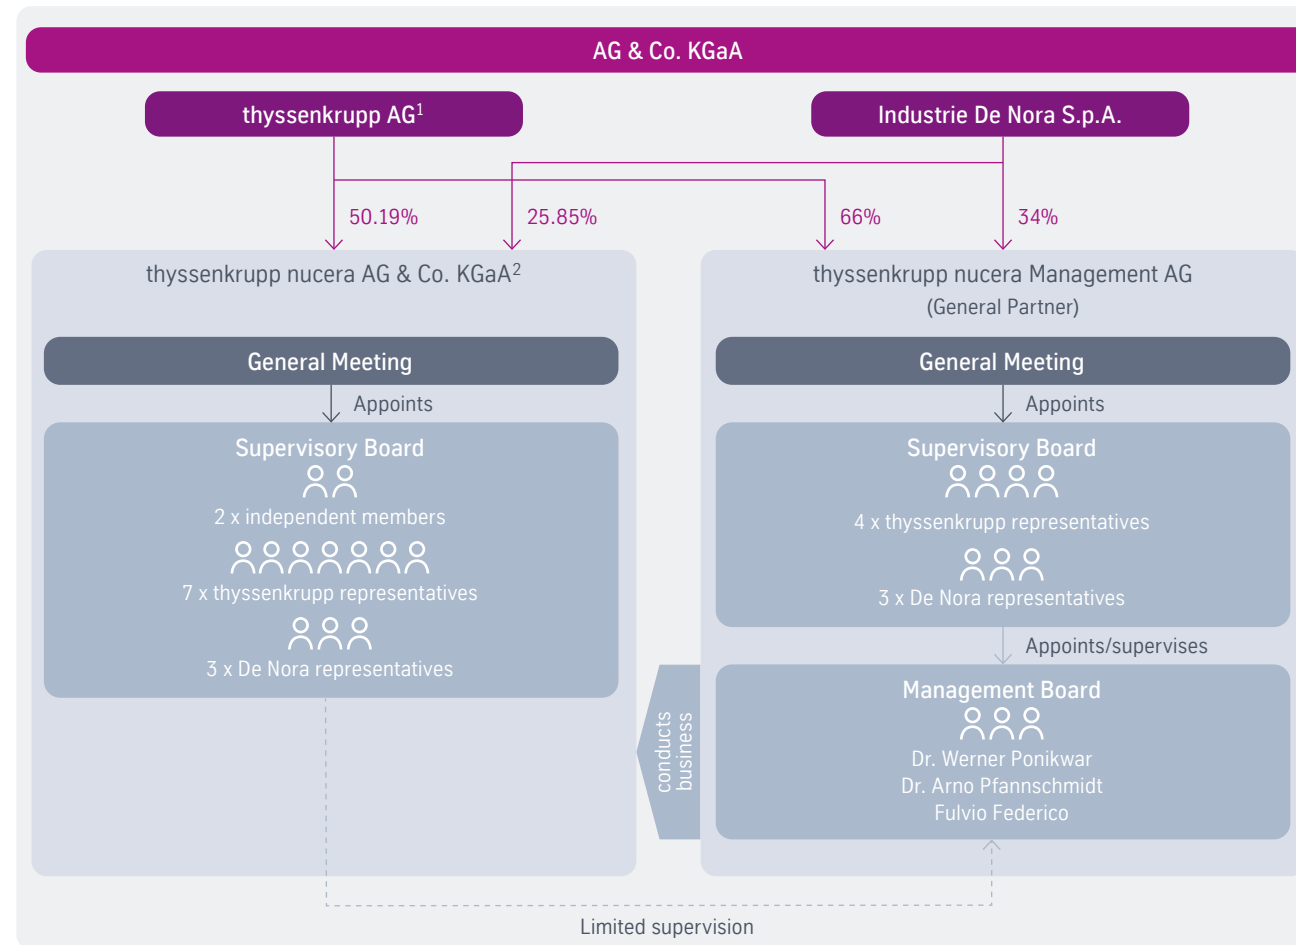 AG & Co. KGaA
thyssenkrupp AG¹
Industrie De Nora S.p.A.
50.19%
25.85%
66%
34%
thyssenkrupp nucera AG & Co. KGaA²
General Meeting
Appoints
Supervisory Board
2 x independent members
7 x thyssenkrupp representatives
3 x De Nora representatives
thyssenkrupp nucera Management AG
(General Partner)
General Meeting
Appoints
Supervisory Board
4 x thyssenkrupp representatives
3 x De Nora representatives
Appoints/supervises
Management Board
Dr. Werner Ponikwar
Dr. Arno Pfannschmidt
Fulvio Federico
conducts
business
Limited supervision